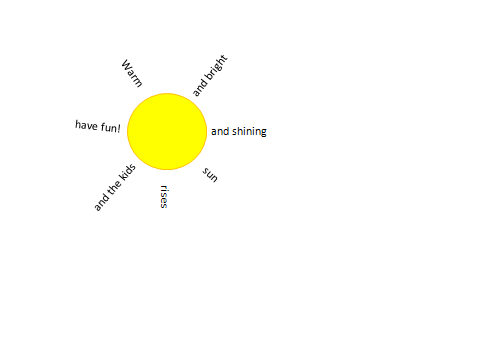 Warm
and bright
and shining
sun
rises
and the kids
have fun!